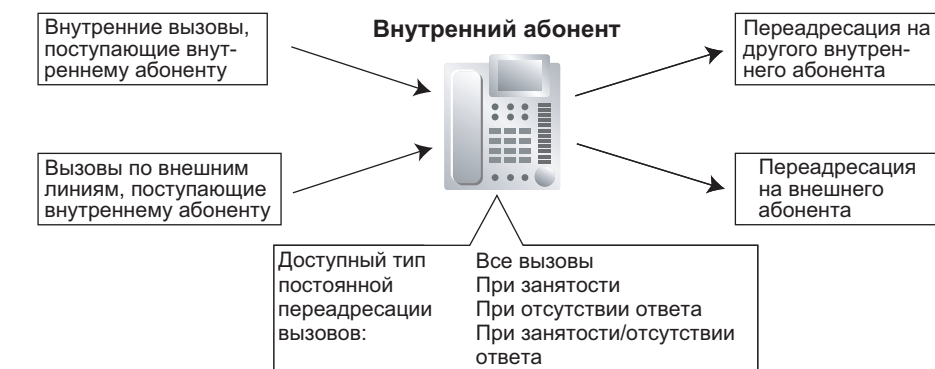 Внутренние вызовы,
поступающие внут-
реннему абоненту
Внутренний абонент
Переадресация на
другого внутрен-
него абонента
Вызовы по внешним
линиям, поступающие
внутреннему абоненту
Переадресация
на внешнего
абонента
Доступный тип
постоянной
переадресации
вызовов:
Все вызовы
При занятости
При отсутствии ответа
При занятости/отсутствии
ответа